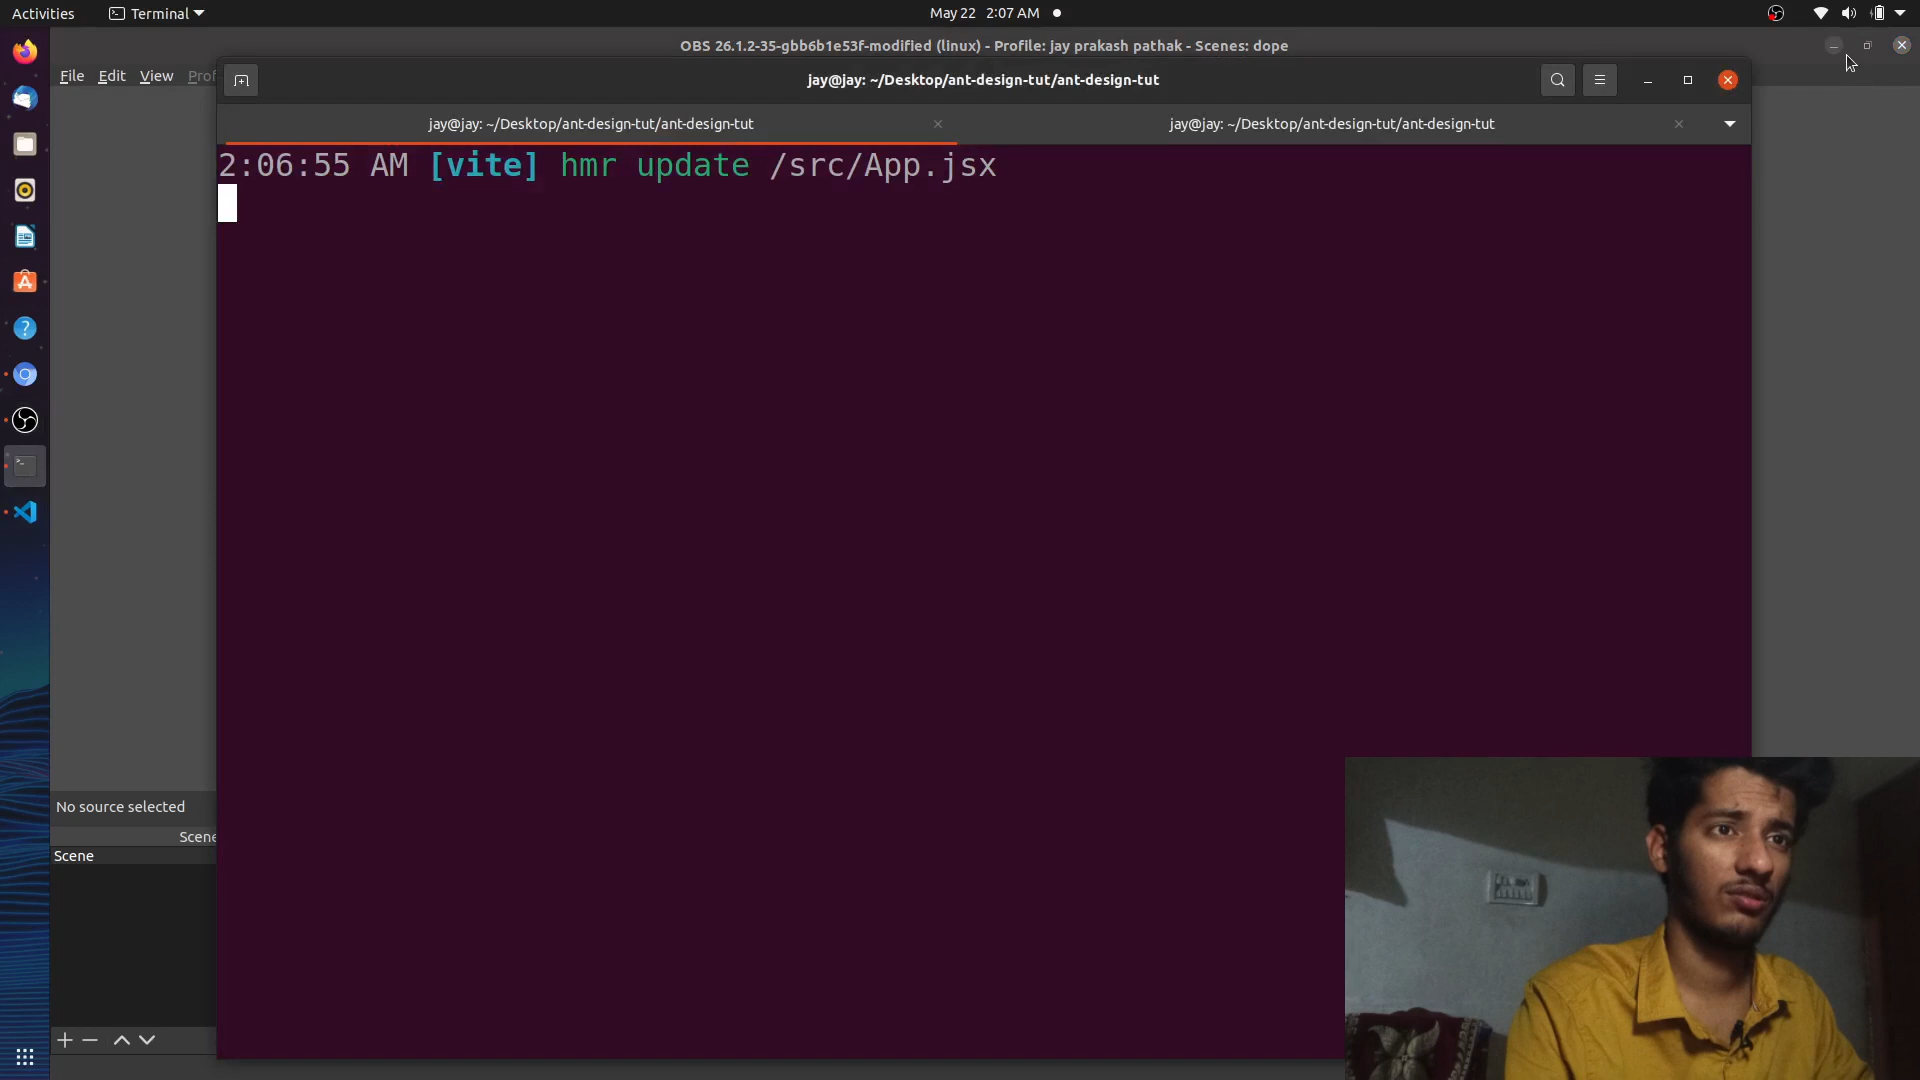 Activities
Terminal
May 22 2:07 AM
OBS 26.1.2-35-gbb6b1e53f-modified (linux) - Profile: jay prakash pathak - Scenes: dope
File Edit View Prof
jay@jay: ~/Desktop/ant-design-tut/ant-design-tut
jay@jay: ~/Desktop/ant-design-tut/ant-design-tut
jay@jay: ~/Desktop/ant-design-tut/ant-design-tut
2:06:55 AM [vite] hmr update /src/App.jsx
No source selected
Scene
Scene